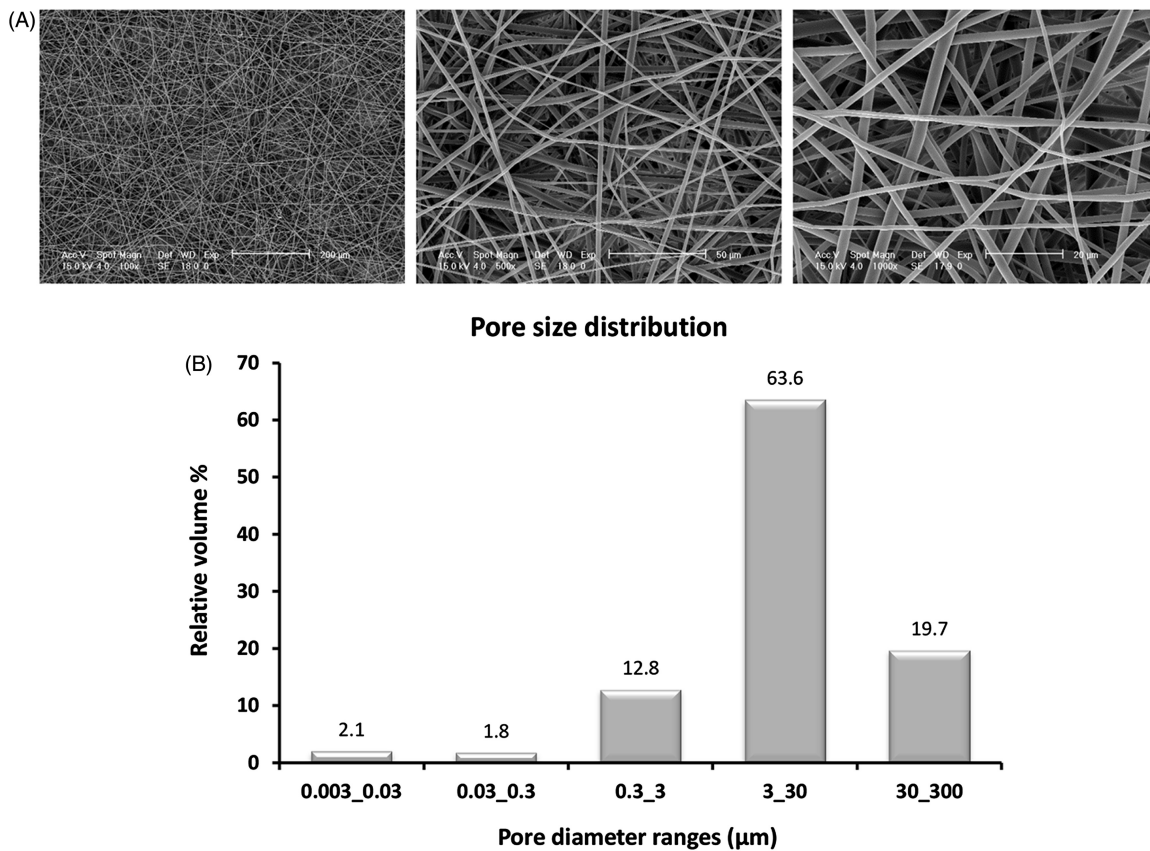 (A)
Acc.V Spot Magn Det WD Exp
15.0 kV 4.0 100x SE 18.0 0
200 µm
Acc.V Spot Magn Det WD Exp
15.0 kV 4.0 500x SE 18.0 0
50 µm
Acc.V Spot Magn Det WD Exp
15.0 kV 4.0 1000x SE 17.9 0
20 µm
Pore size distribution
(B)
Relative volume %
70
60
50
40
30
20
10
0
2.1
1.8
12.8
63.6
19.7
0.003_0.03
0.03_0.3
0.3_3
3_30
30_300
Pore diameter ranges (µm)